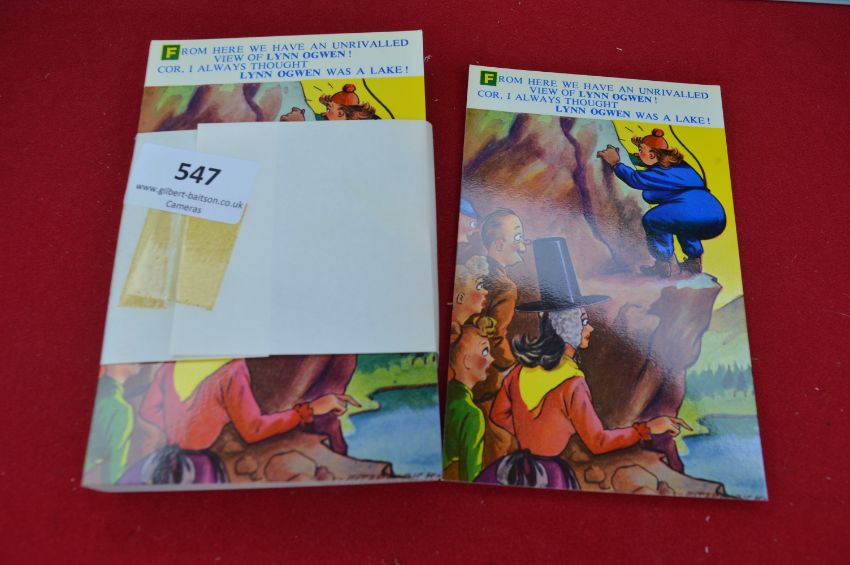 FROM HERE WE HAVE AN UNRIVALLED
VIEW OF LYNN OGWEN!
COR, I ALWAYS THOUGHT
LYNN OGWEN WAS A LAKE!
547
www.gilbert-baitson.co.uk
Cameras
FROM HERE WE HAVE AN UNRIVALLED
VIEW OF LYNN OGWEN!
COR, I ALWAYS THOUGHT
LYNN OGWEN WAS A LAKE!